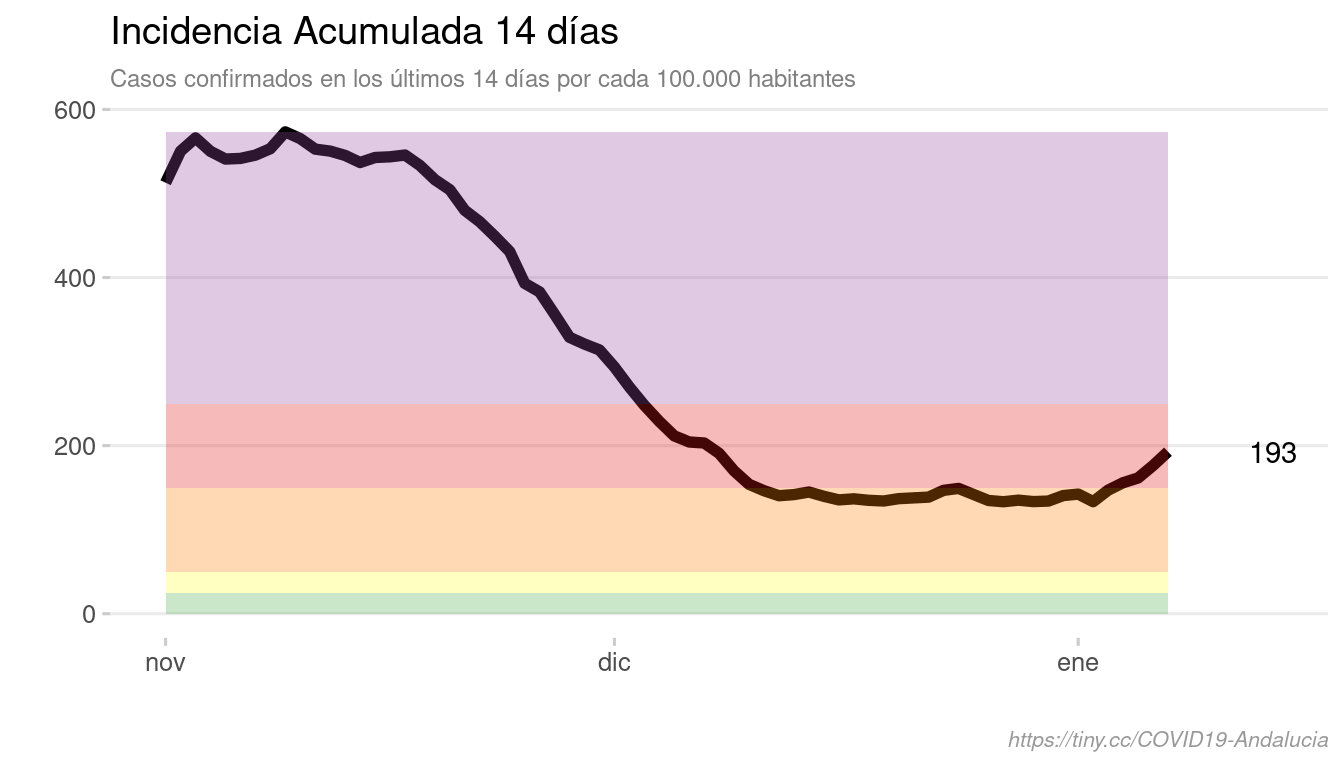 Incidencia Acumulada 14 días
Casos confirmados en los últimos 14 días por cada 100.000 habitantes
600
400
200
193
0
nov dic ene
https://tiny.cc/COVID19-Andalucia